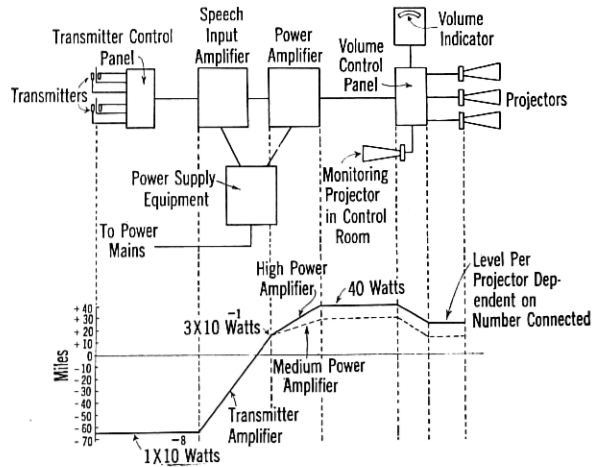 Transmitter Control
Panel
Transmitters
Speech
Input
Amplifier
Power
Amplifier
Volume
Control
Panel
Volume
Indicator
Projectors
Monitoring
Projector
in Control
Room
Power Supply
Equipment
To Power
Mains
High Power
Amplifier
40 Watts
Level Per
Projector Dep-
endent on
Number Connected
3X10⁻¹ Watts
Medium Power
Amplifier
Transmitter
Amplifier
1X10⁻⁸ Watts
Miles
+40
+30
+20
+10
0
-10
-20
-30
-40
-50
-60
-70